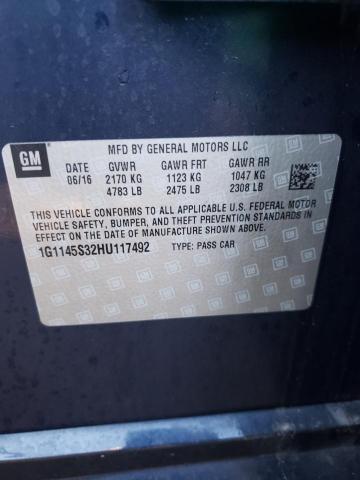 GM
MFD BY GENERAL MOTORS LLC
DATE GVWR GAWR FRT GAWR RR
06/16 2170 KG 1123 KG 1047 KG
4783 LB 2475 LB 2308 LB
THIS VEHICLE CONFORMS TO ALL APPLICABLE U.S. FEDERAL
VEHICLE SAFETY, BUMPER, AND THEFT PREVENTION STANDARDS
IN EFFECT ON THE DATE OF MANUFACTURE SHOWN ABOVE.
1G1145S32HU117492 TYPE: PASS CAR